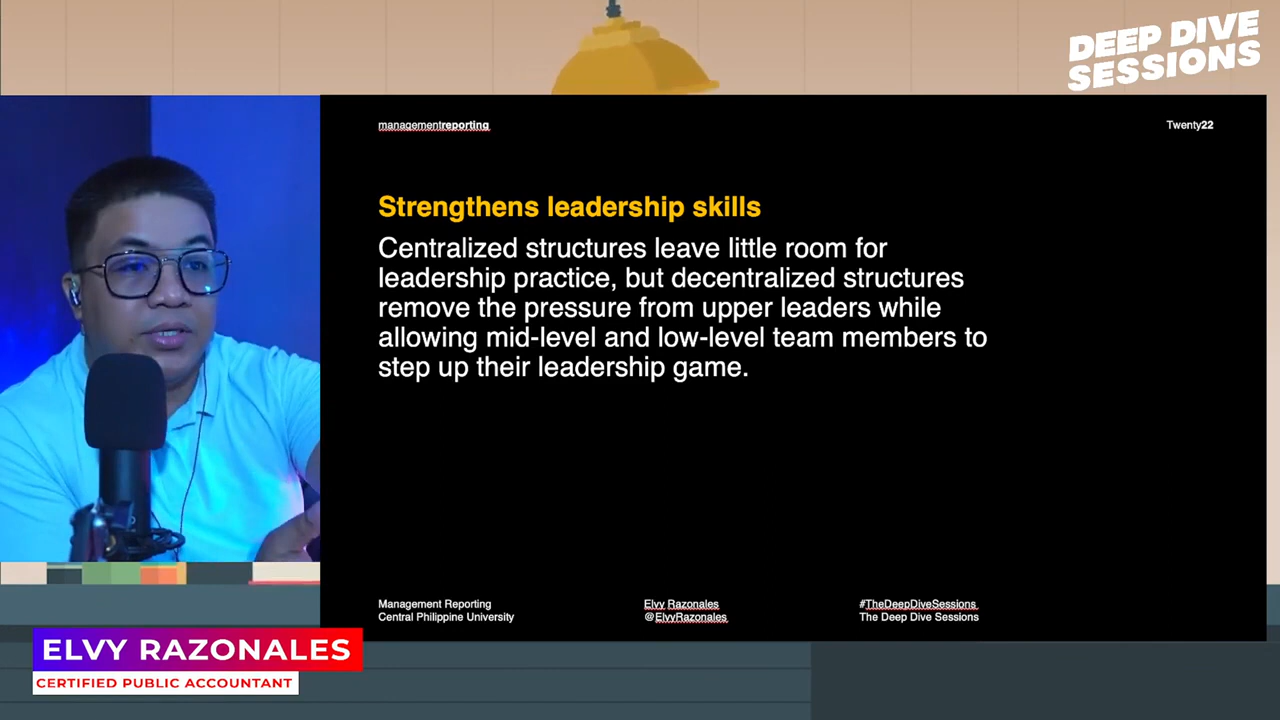 DEEP DIVE
SESSIONS
managementreporting
Twenty22
Strengthens leadership skills
Centralized structures leave little room for
leadership practice, but decentralized structures
remove the pressure from upper leaders while
allowing mid-level and low-level team members to
step up their leadership game.
Management Reporting
Central Philippine University
Elvy Razonales
@ElvyRazonales
#TheDeepDiveSessions
The Deep Dive Sessions
ELVY RAZONALES
CERTIFIED PUBLIC ACCOUNTANT